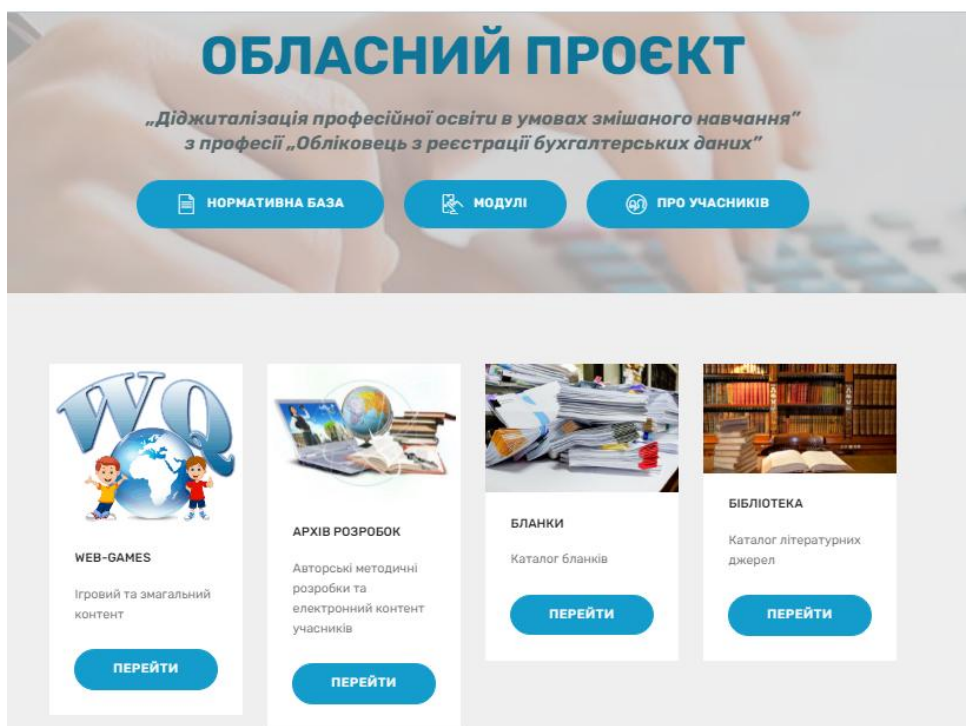 ОБЛАСНИЙ ПРОЄКТ
„Діджиталізація професійної освіти в умовах змішаного навчання”
з професії „Обліковець з реєстрації бухгалтерських даних”
НОРМАТИВНА БАЗА
МОДУЛІ
ПРО УЧАСНИКІВ
WQ
WEB-GAMES
Ігровий та змагальний
контент
ПЕРЕЙТИ
АРХІВ РОЗРОБОК
Авторські методичні
розробки та
електронний контент
учасників
ПЕРЕЙТИ
БЛАНКИ
Каталог бланків
ПЕРЕЙТИ
БІБЛІОТЕКА
Каталог літературних
джерел
ПЕРЕЙТИ